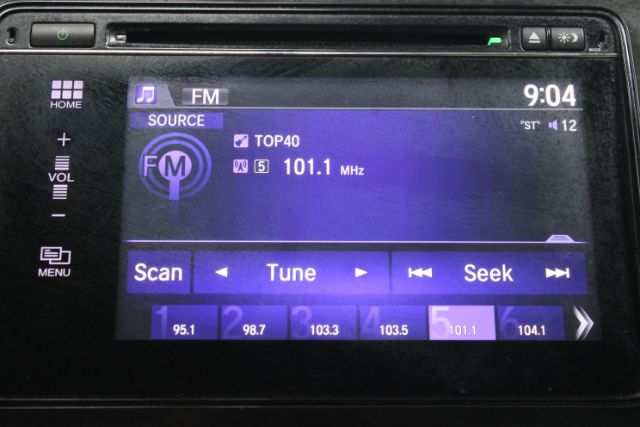 HOME
VOL
MENU
FM 9:04
SOURCE "ST" 12
FM
TOP40
5 101.1 MHz
Scan Tune Seek
1 95.1 2 98.7 3 103.3 4 103.5 5 101.1 6 104.1